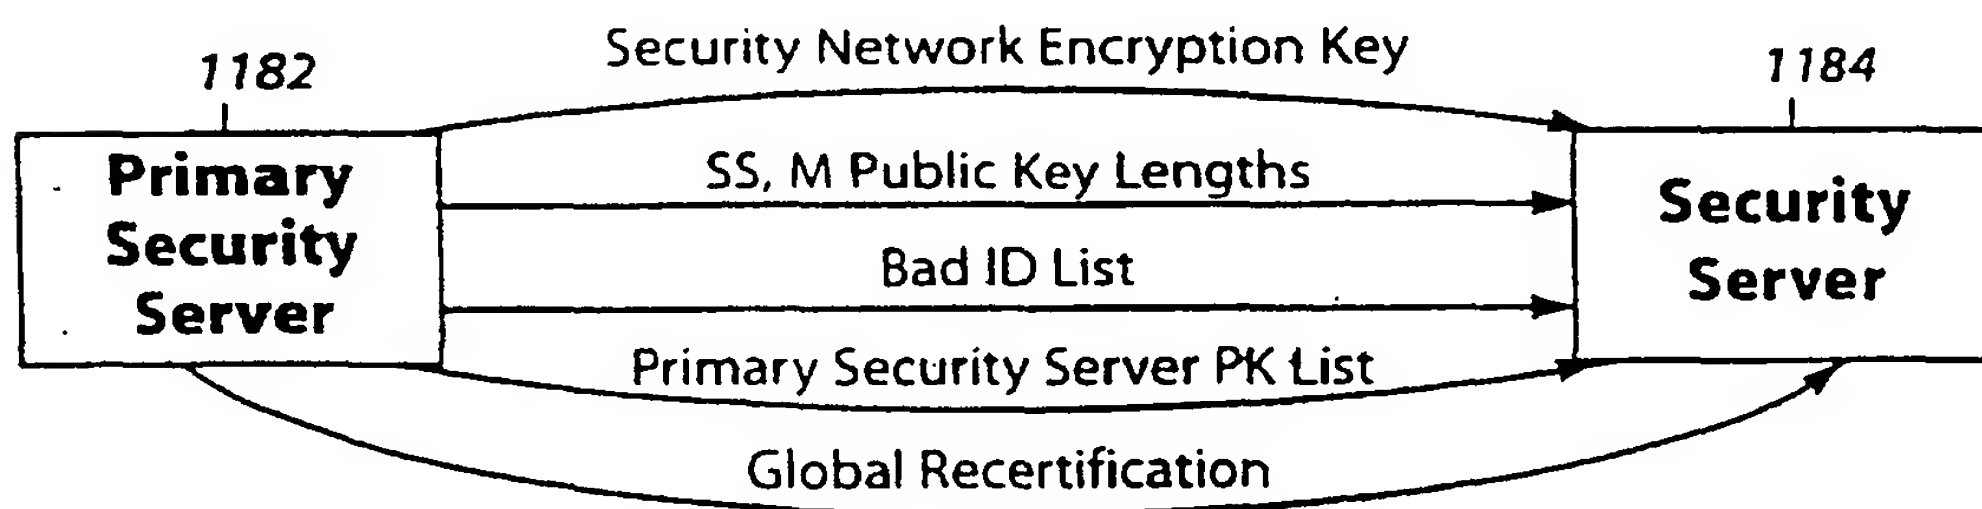 Security Network Encryption Key
1182
1184
Primary
Security
Server
SS, M Public Key Lengths
Bad ID List
Primary Security Server PK List
Global Recertification
Security
Server